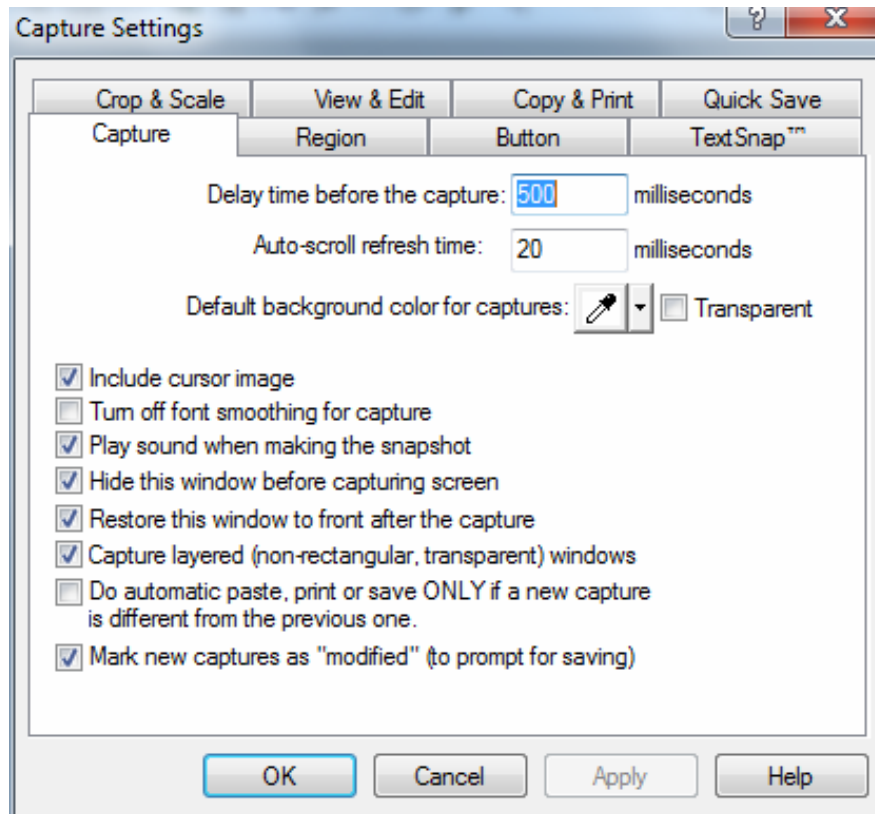 Capture Settings
Crop & Scale View & Edit Copy & Print Quick Save
Capture Region Button TextSnap™
Delay time before the capture: 500 milliseconds
Auto-scroll refresh time: 20 milliseconds
Default background color for captures: Transparent
Include cursor image
Turn off font smoothing for capture
Play sound when making the snapshot
Hide this window before capturing screen
Restore this window to front after the capture
Capture layered (non-rectangular, transparent) windows
Do automatic paste, print or save ONLY if a new capture
is different from the previous one.
Mark new captures as "modified" (to prompt for saving)
OK Cancel Apply Help